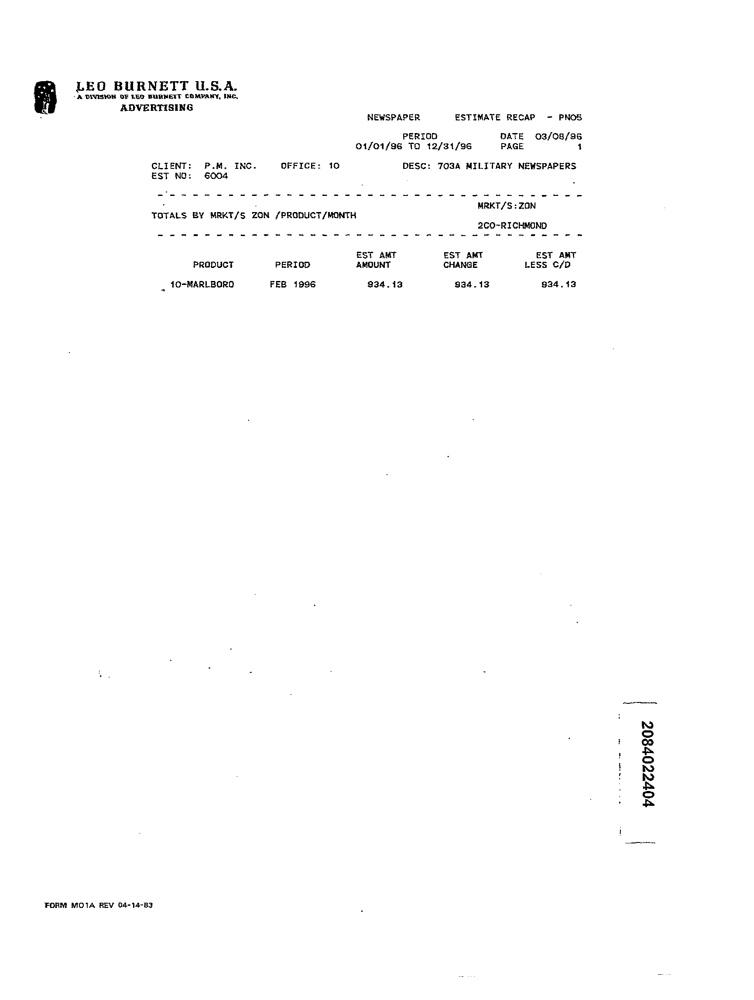 LEO BURNETT U.S.A.
A DIVISION OF LEO BURNETT COMPANY, INC.
ADVERTISING
NEWSPAPER ESTIMATE RECAP - PN05
PERIOD DATE 03/08/96
01/01/96 TO 12/31/96 PAGE 1
CLIENT: P.M. INC. OFFICE: 10 DESC: 703A MILITARY NEWSPAPERS
EST NO: 6004
MRKT/S:ZON
TOTALS BY MRKT/S ZON /PRODUCT/MONTH
2CO-RICHMOND
EST AMT EST AMT EST AMT
PRODUCT PERIOD AMOUNT CHANGE LESS C/D
10-MARLBORO FEB 1996 934.13 934.13 934.13
2084022404
FORM MO1A REV 04-14-83